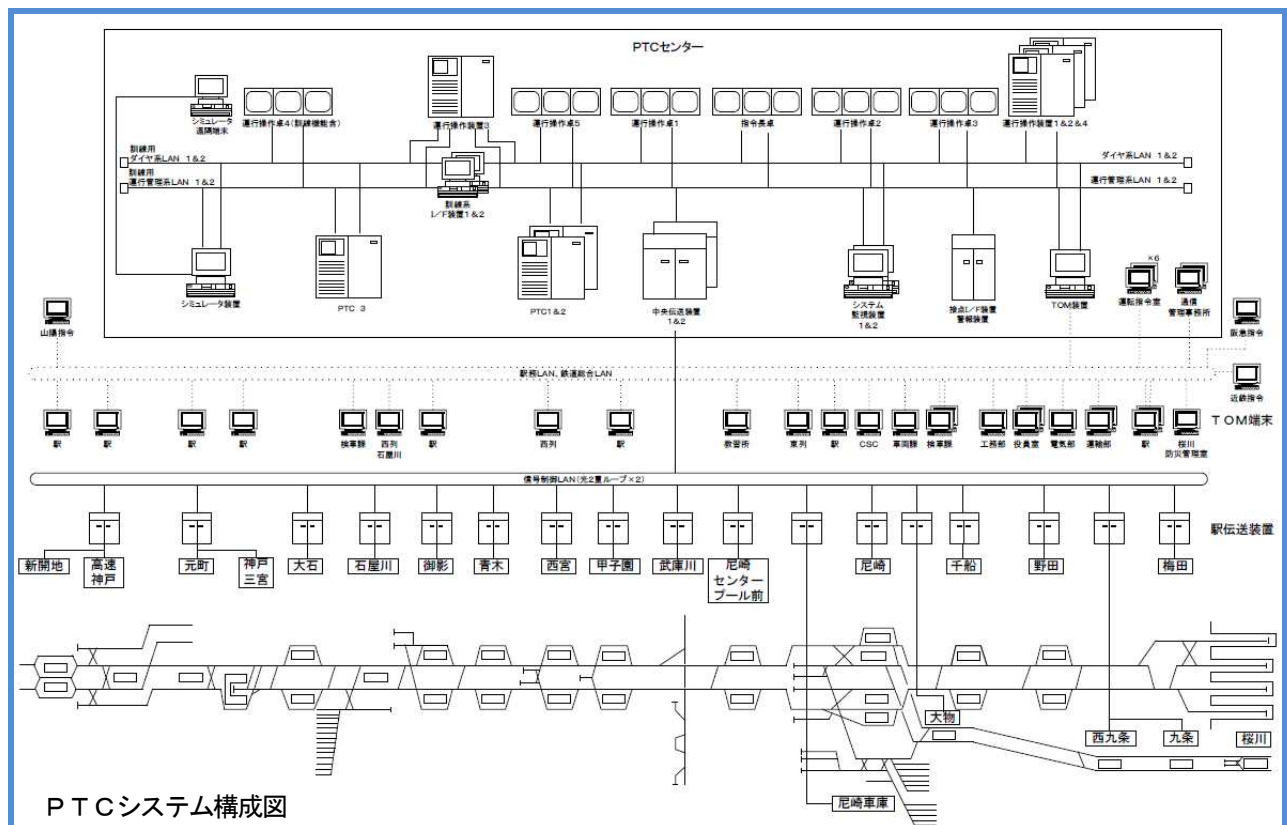 PTCセンター
シミュレータ
遠隔端末
運行操作卓4(訓練機能含)
運行操作装置3
運行操作卓5
運行操作卓1
指令長卓
運行操作卓2
運行操作卓3
運行操作装置1&2&4
訓練用
ダイヤ系LAN 1&2
ダイヤ系LAN 1&2
訓練用
運行管理系LAN 1&2
運行管理系LAN 1&2
訓練系
I/F装置1&2
シミュレータ装置
PTC 3
PTC1&2
中央伝送装置
1&2
システム
監視装置
1&2
接点I/F装置
警報装置
TOM装置
×6
運転指令室
通信
管理事務所
山陽指令
阪急指令
駅務LAN、鉄道総合LAN
近鉄指令
TOM端末
駅
駅
駅
駅
検車課
西列
石屋川
駅
西列
駅
教習所
東列
駅
CSC
車両課
検車課
工務部
役員室
電気部
運輸部
駅
桜川
防災管理室
信号制御LAN(光2重ループ×2)
駅伝送装置
新開地
高速
神戸
元町
神戸
三宮
大石
石屋川
御影
青木
西宮
甲子園
武庫川
尼崎
センター
プール前
尼崎
千船
野田
梅田
大物
西九条
九条
桜川
尼崎車庫
PTCシステム構成図